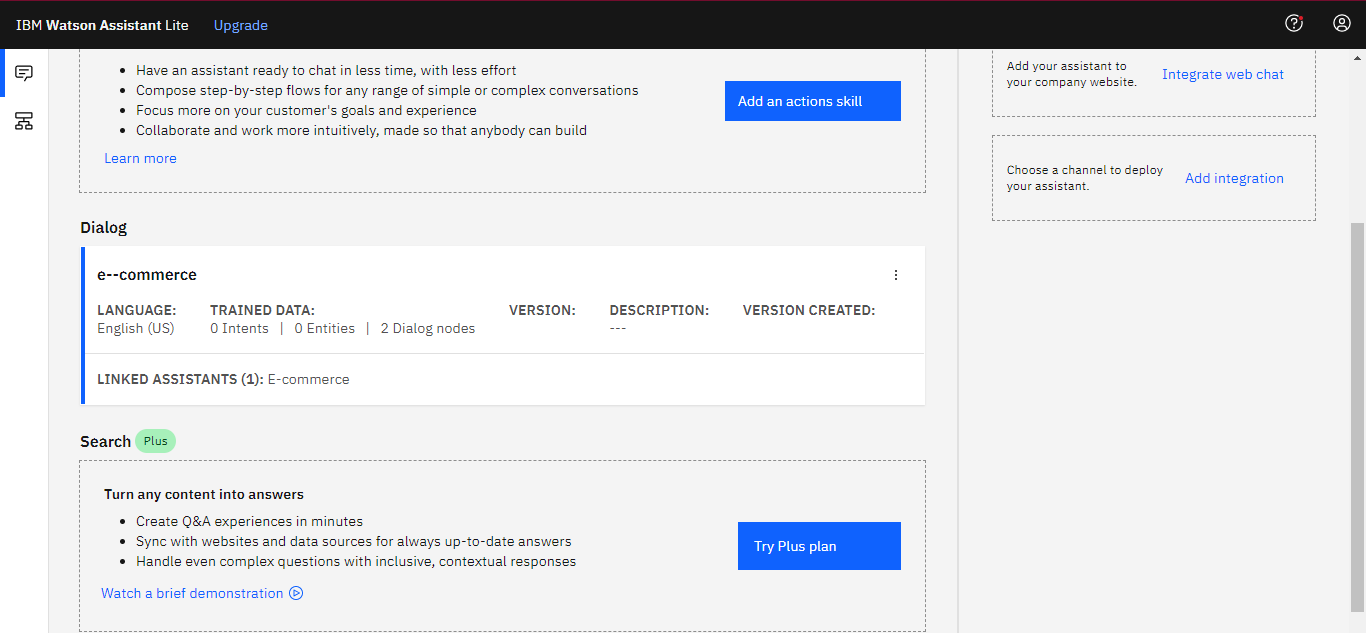 IBM Watson Assistant Lite Upgrade
Have an assistant ready to chat in less time, with less effort
Compose step-by-step flows for any range of simple or complex conversations
Focus more on your customer's goals and experience
Collaborate and work more intuitively, made so that anybody can build
Learn more
Add an actions skill
Add your assistant to
your company website.
Integrate web chat
Choose a channel to deploy
your assistant.
Add integration
Dialog
e--commerce
LANGUAGE: TRAINED DATA: VERSION: DESCRIPTION: VERSION CREATED:
English (US) 0 Intents | 0 Entities | 2 Dialog nodes ---
LINKED ASSISTANTS (1): E-commerce
Search Plus
Turn any content into answers
Create Q&A experiences in minutes
Sync with websites and data sources for always up-to-date answers
Handle even complex questions with inclusive, contextual responses
Watch a brief demonstration
Try Plus plan